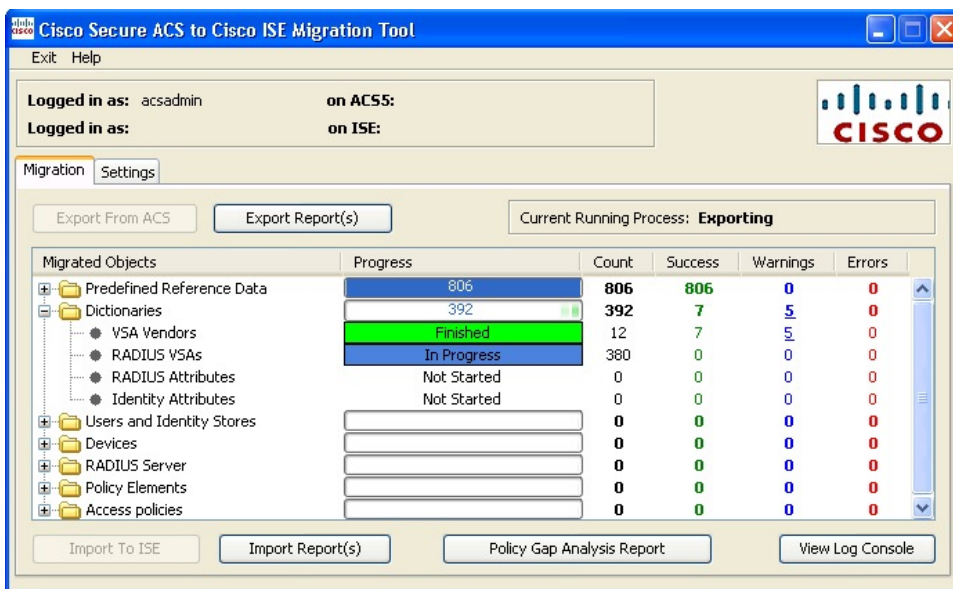 Cisco Secure ACS to Cisco ISE Migration Tool
Exit Help
Logged in as: acsadmin on ACS5:
Logged in as: on ISE:
CISCO
Migration Settings
Export From ACS Export Report(s) Current Running Process: Exporting
Migrated Objects Progress Count Success Warnings Errors
Predefined Reference Data 806 806 806 0 0
Dictionaries 392 392 7 5 0
VSA Vendors Finished 12 7 5 0
RADIUS VSAs In Progress 380 0 0 0
RADIUS Attributes Not Started 0 0 0 0
Identity Attributes Not Started 0 0 0 0
Users and Identity Stores 0 0 0 0
Devices 0 0 0 0
RADIUS Server 0 0 0 0
Policy Elements 0 0 0 0
Access policies 0 0 0 0
Import To ISE Import Report(s) Policy Gap Analysis Report View Log Console